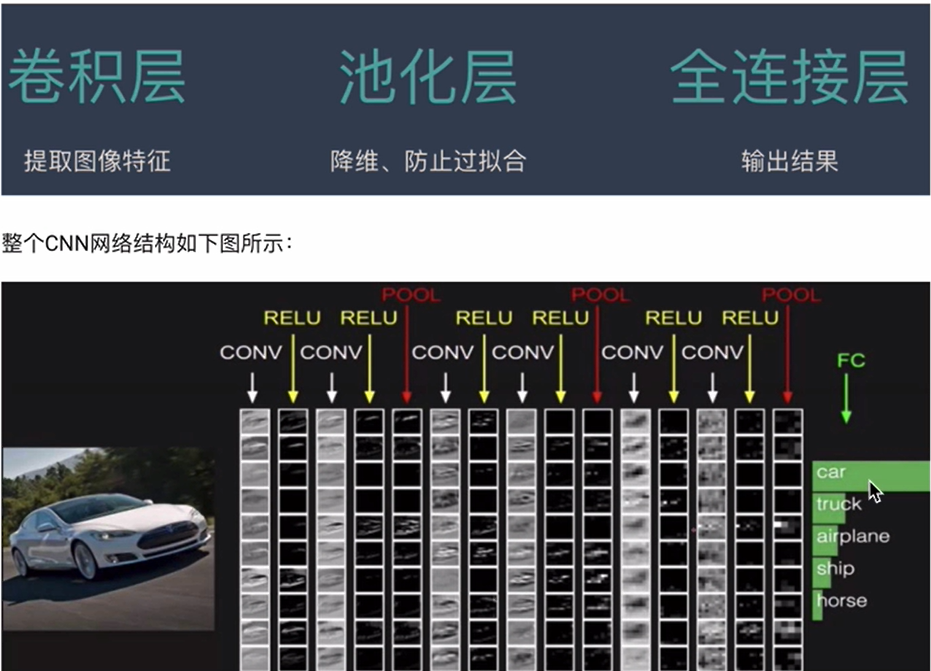 卷积层 池化层 全连接层
提取图像特征 降维、防止过拟合 输出结果
整个CNN网络结构如下图所示：
POOL POOL POOL
RELU RELU RELU RELU RELU RELU
CONV CONV CONV CONV CONV CONV
FC
car
truck
airplane
ship
horse